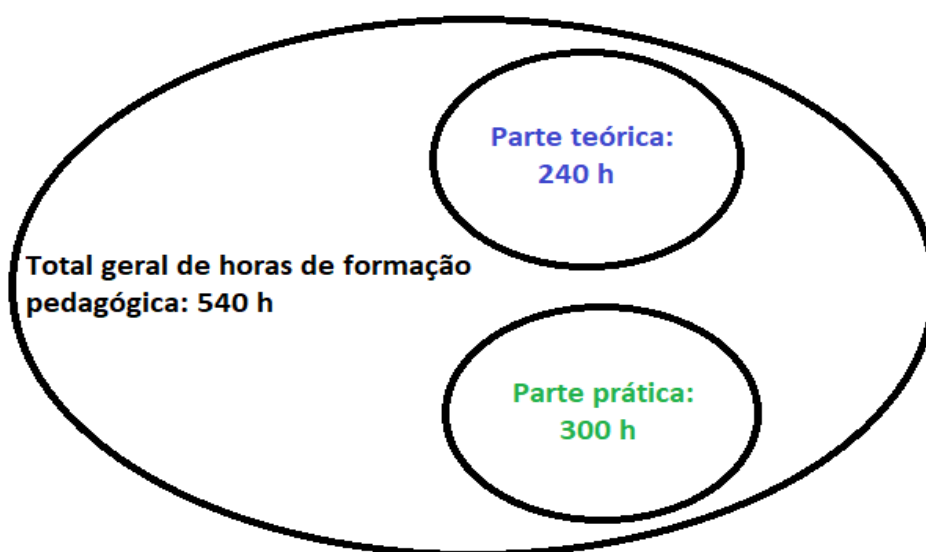 Parte teórica:
240 h
Total geral de horas de formação
pedagógica: 540 h
Parte prática:
300 h